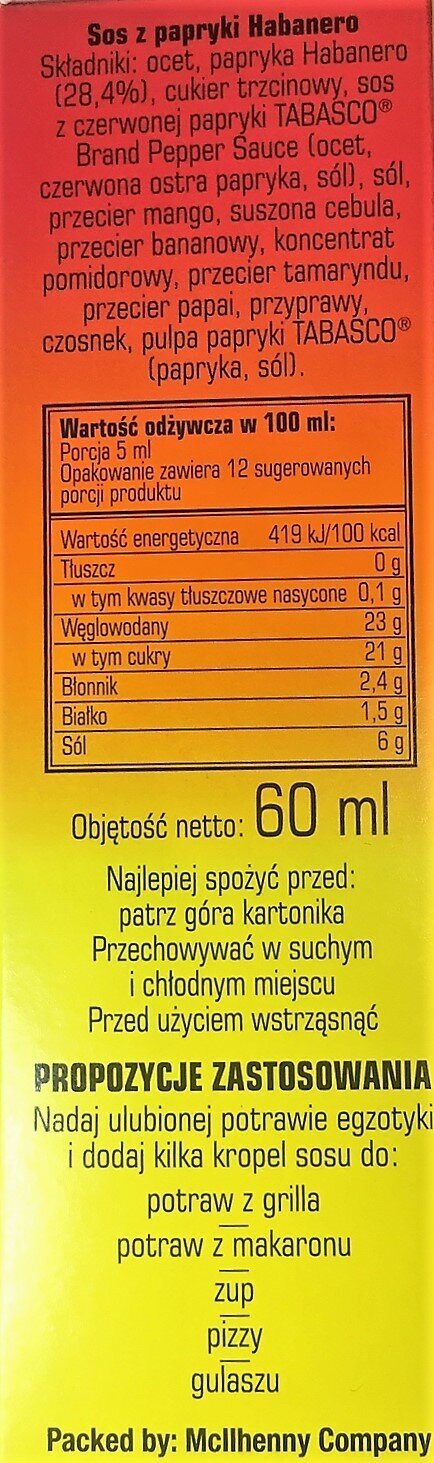 Sos z papryki Habanero
Składniki: ocet, papryka Habanero
(28,4%), cukier trzcinowy, sos
z czerwonej papryki TABASCO®
Brand Pepper Sauce (ocet,
czerwona ostra papryka, sól), sól,
przecier mango, suszona cebula,
przecier bananowy, koncentrat
pomidorowy, przecier tamaryndu,
przecier papai, przyprawy,
czosnek, pulpa papryki TABASCO®
(papryka, sól).
Wartość odżywcza w 100 ml:
Porcja 5 ml
Opakowanie zawiera 12 sugerowanych
porcji produktu
Wartość energetyczna 419 kJ/100 kcal
Tłuszcz 0 g
w tym kwasy tłuszczowe nasycone 0,1 g
Węglowodany 23 g
w tym cukry 21 g
Błonnik 2,4 g
Białko 1,5 g
Sól 6 g
Objętość netto: 60 ml
Najlepiej spożyć przed:
patrz góra kartonika
Przechowywać w suchym
i chłodnym miejscu
Przed użyciem wstrząsnąć
PROPOZYCJE ZASTOSOWANIA
Nadaj ulubionej potrawie egzotyki
i dodaj kilka kropel sosu do:
potraw z grilla
potraw z makaronu
zup
pizzy
gulaszu
Packed by: McIlhenny Company